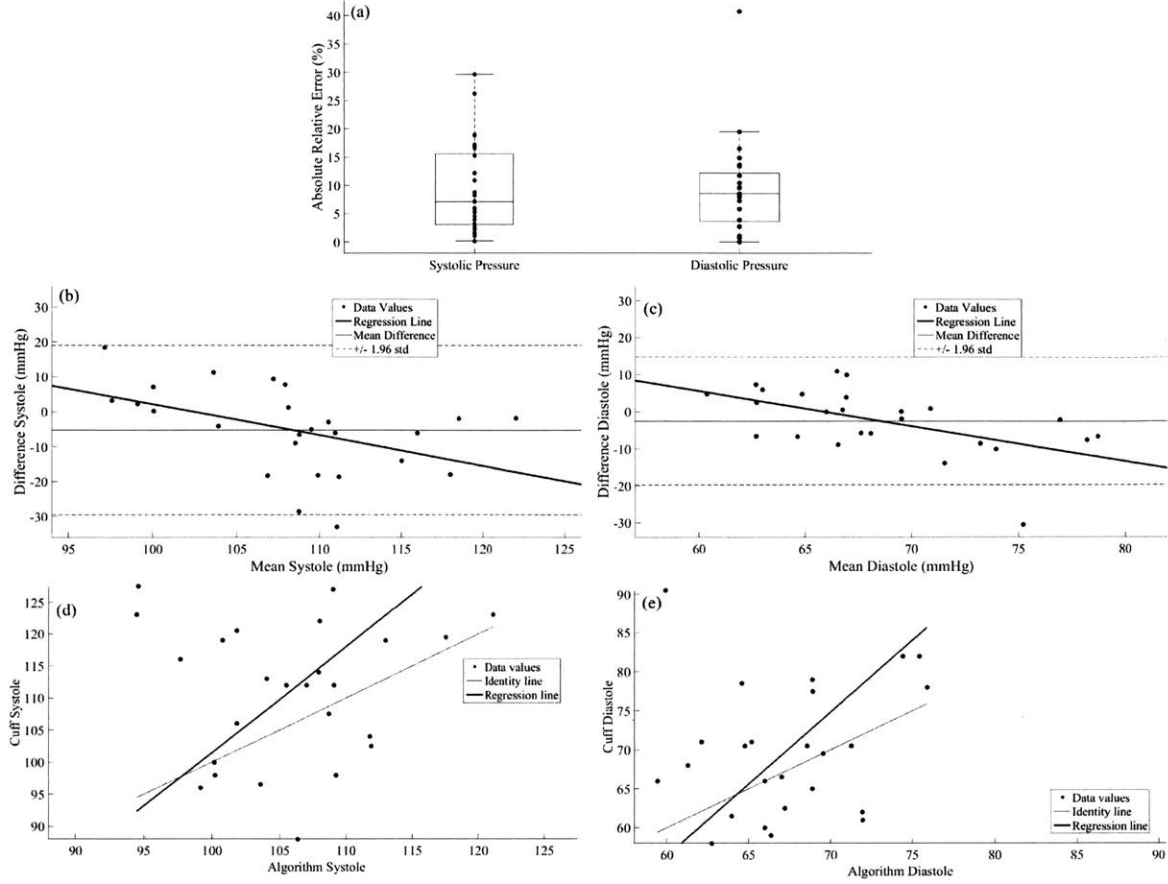 (a)
Absolute Relative Error (%)
40
35
30
25
20
15
10
5
0
Systolic Pressure
Diastolic Pressure
(b)
Difference Systole (mmHg)
30
20
10
0
-10
-20
-30
Data Values
Regression Line
Mean Difference
+/- 1.96 std
95
100
105
110
115
120
125
Mean Systole (mmHg)
(c)
Difference Diastole (mmHg)
30
20
10
0
-10
-20
-30
Data Values
Regression Line
Mean Difference
+/- 1.96 std
60
65
70
75
80
Mean Diastole (mmHg)
(d)
Cuff Systole
125
120
115
110
105
100
95
90
Data values
Identity line
Regression line
90
95
100
105
110
115
120
125
Algorithm Systole
(e)
Cuff Diastole
90
85
80
75
70
65
60
Data values
Identity line
Regression line
60
65
70
75
80
85
90
Algorithm Diastole